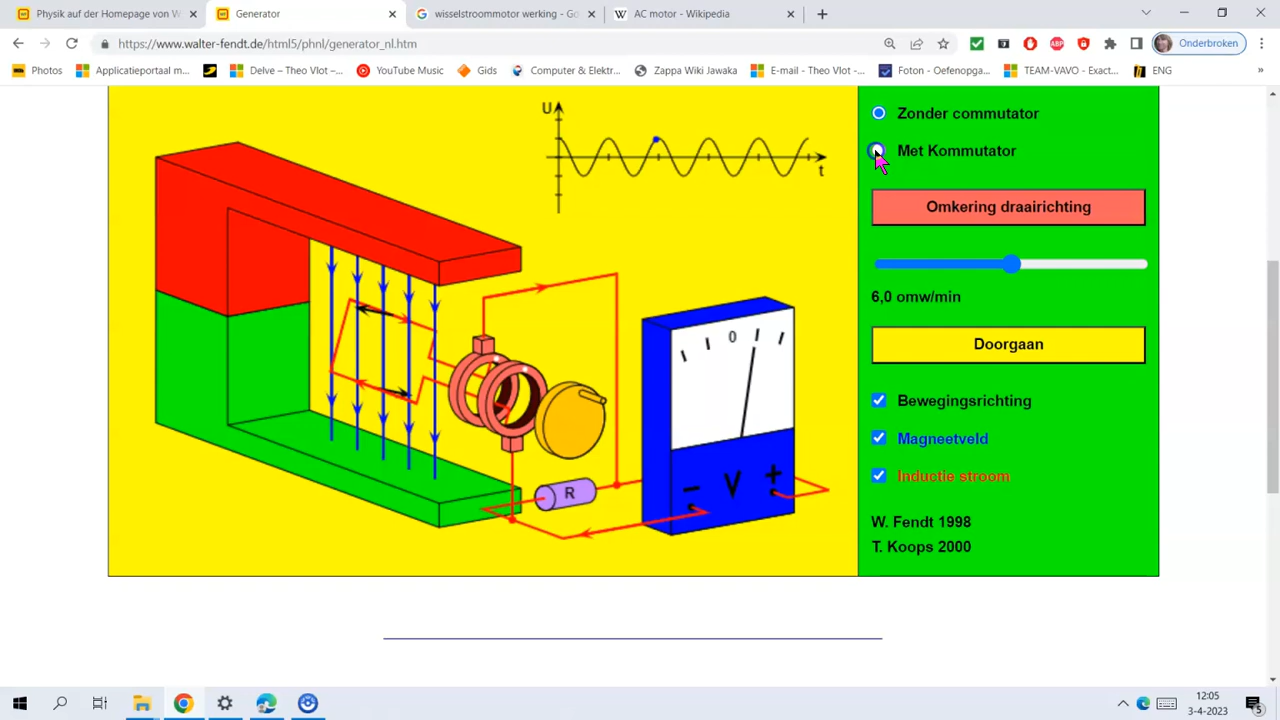 Physik auf der Homepage von W
Generator
wisselstroommotor werking - Go
AC motor - Wikipedia
https://www.walter-fendt.de/html5/phnl/generator_nl.htm
Onderbroken
Photos
Applicatieportaal m...
Delve – Theo Vlot –...
YouTube Music
Gids
Computer & Elektr...
Zappa Wiki Jawaka
E-mail - Theo Vlot -...
Foton - Oefenopga...
TEAM-VAVO - Exact...
ENG
»
U
t
Zonder commutator
Met Kommutator
Omkering draairichting
6,0 omw/min
Doorgaan
Bewegingsrichting
Magneetveld
Inductie stroom
W. Fendt 1998
T. Koops 2000
0
− V +
R
12:05
3-4-2023
5